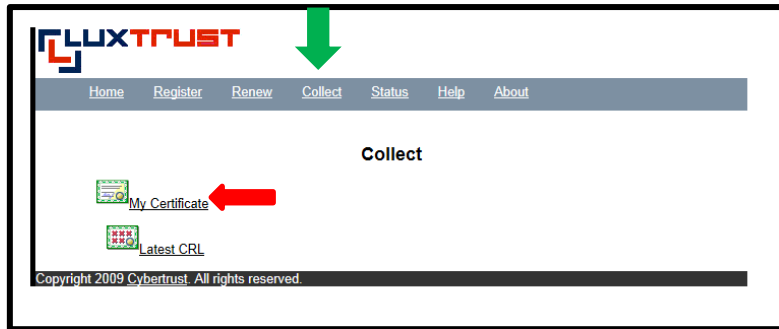 LUXTRUST
Home Register Renew Collect Status Help About
Collect
My Certificate
Latest CRL
Copyright 2009 Cybertrust. All rights reserved.